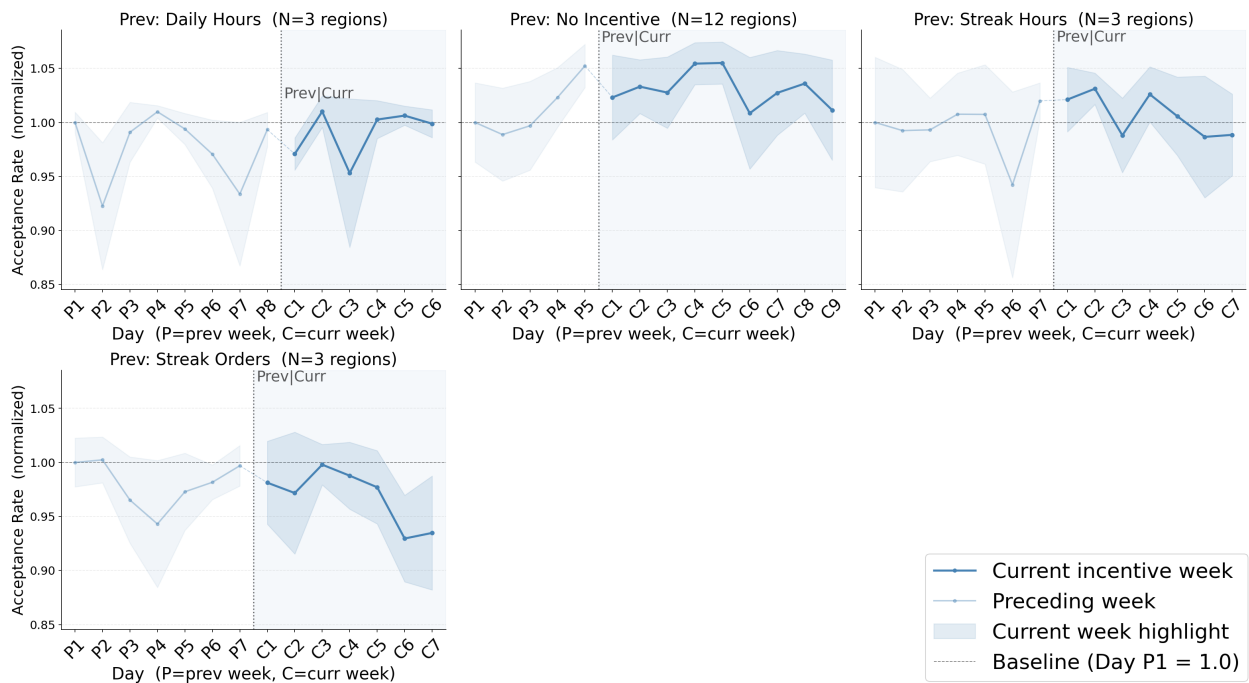 Prev: Daily Hours  (N=3 regions)
Prev: No Incentive  (N=12 regions)
Prev: Streak Hours  (N=3 regions)
Acceptance Rate  (normalized)
1.05
1.00
0.95
0.90
0.85
Prev|Curr
Prev|Curr
Prev|Curr
P1 P2 P3 P4 P5 P6 P7 P8 C1 C2 C3 C4 C5 C6
P1 P2 P3 P4 P5 C1 C2 C3 C4 C5 C6 C7 C8 C9
P1 P2 P3 P4 P5 P6 P7 C1 C2 C3 C4 C5 C6 C7
Day  (P=prev week, C=curr week)
Day  (P=prev week, C=curr week)
Day  (P=prev week, C=curr week)
Prev: Streak Orders  (N=3 regions)
Acceptance Rate  (normalized)
1.05
1.00
0.95
0.90
0.85
Prev|Curr
P1 P2 P3 P4 P5 P6 P7 C1 C2 C3 C4 C5 C6 C7
Day  (P=prev week, C=curr week)
Current incentive week
Preceding week
Current week highlight
Baseline (Day P1 = 1.0)